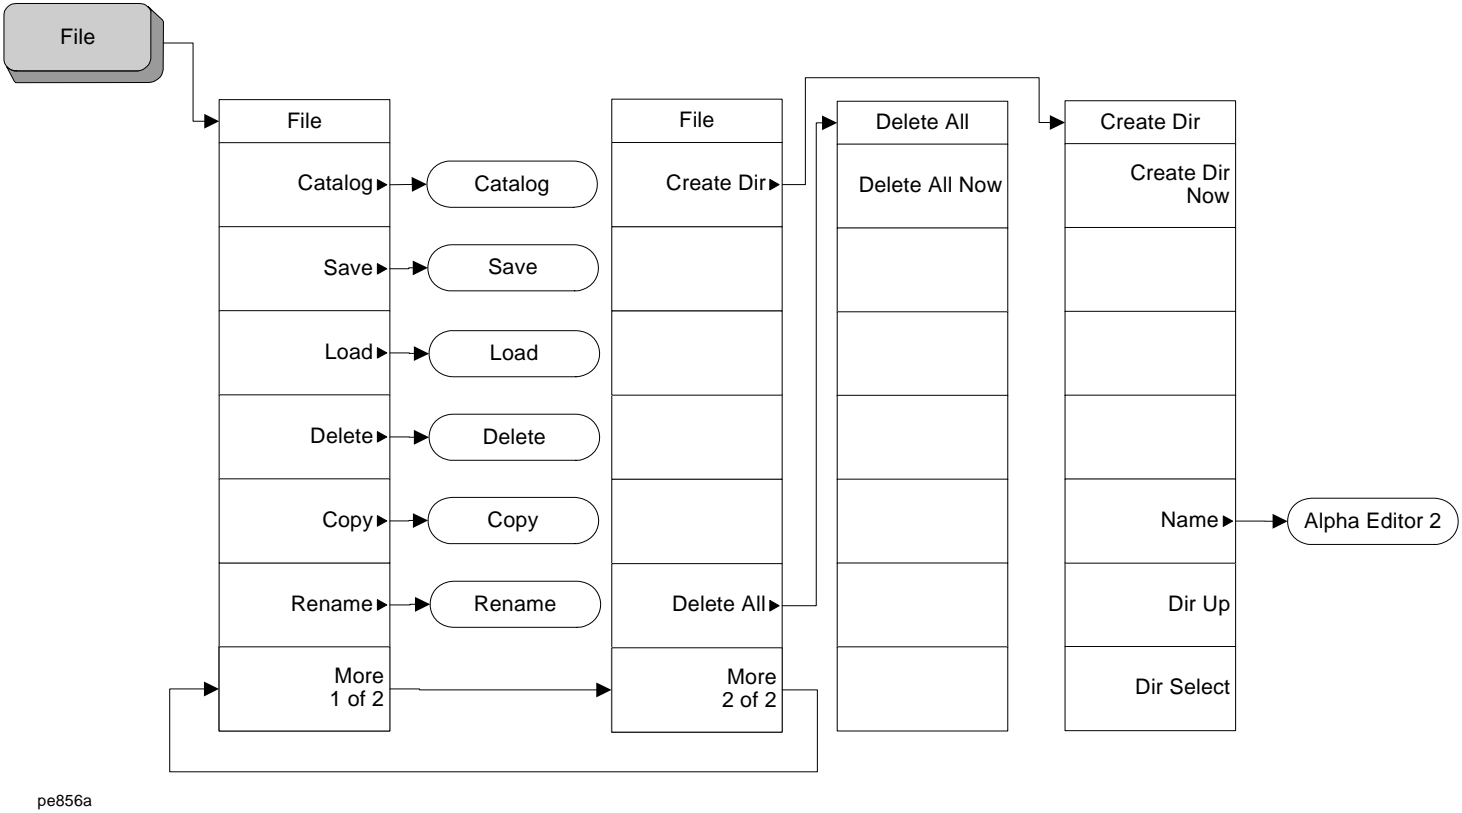 File
File
Catalog
Save
Load
Delete
Copy
Rename
More
1 of 2
Catalog
Save
Load
Delete
Copy
Rename
File
Create Dir
Delete All
More
2 of 2
Delete All
Delete All Now
Create Dir
Create Dir
Now
Name
Dir Up
Dir Select
Alpha Editor 2
pe856a